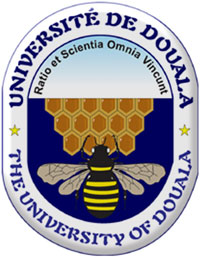 UNIVERSITÉ DE DOUALA
Ratio et Scientia Omnia Vincunt
THE UNIVERSITY OF DOUALA